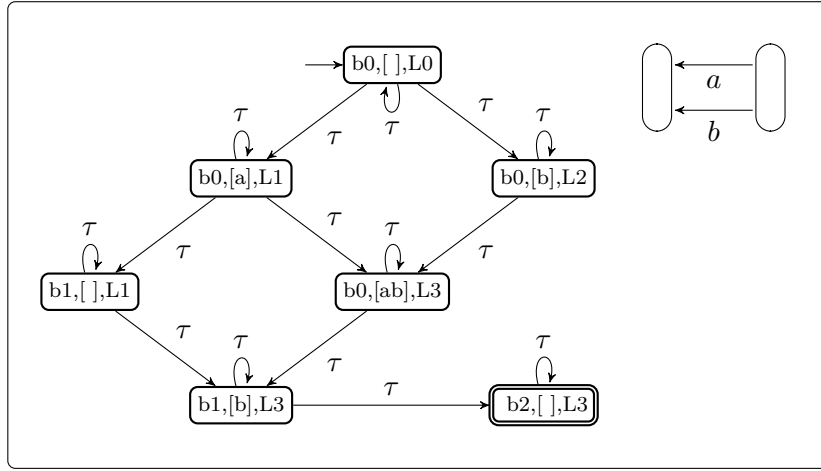 b0,[ ],L0
a
b
τ
τ
τ
τ
τ
b0,[a],L1
b0,[b],L2
τ
τ
τ
τ
τ
b1,[ ],L1
b0,[ab],L3
τ
τ
τ
τ
b1,[b],L3
τ
b2,[ ],L3